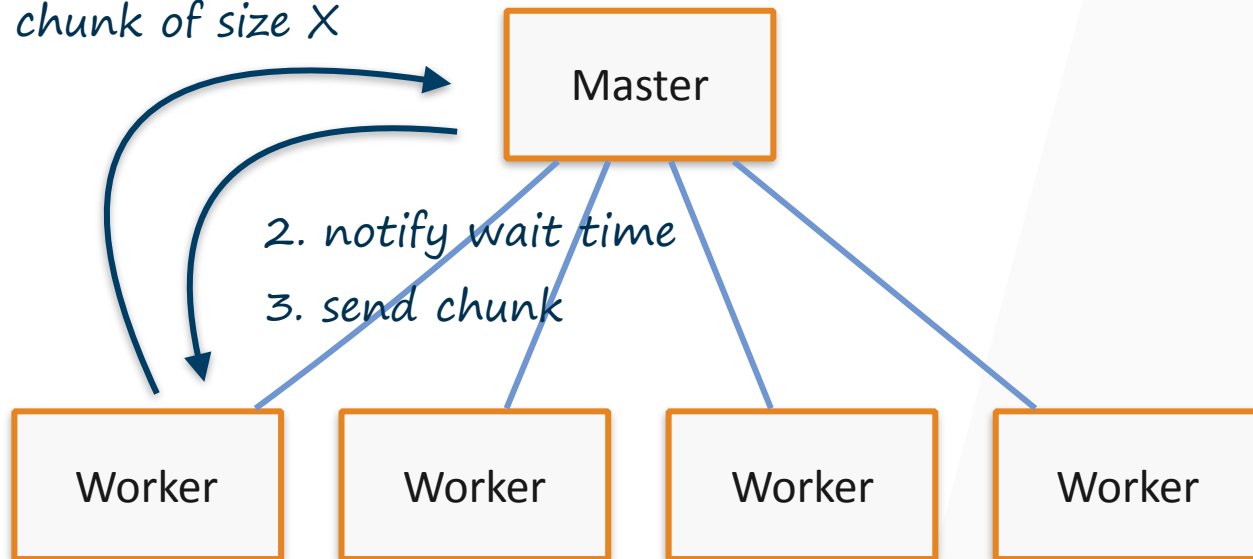 chunk of size X
Master
2. notify wait time
3. send chunk
Worker
Worker
Worker
Worker